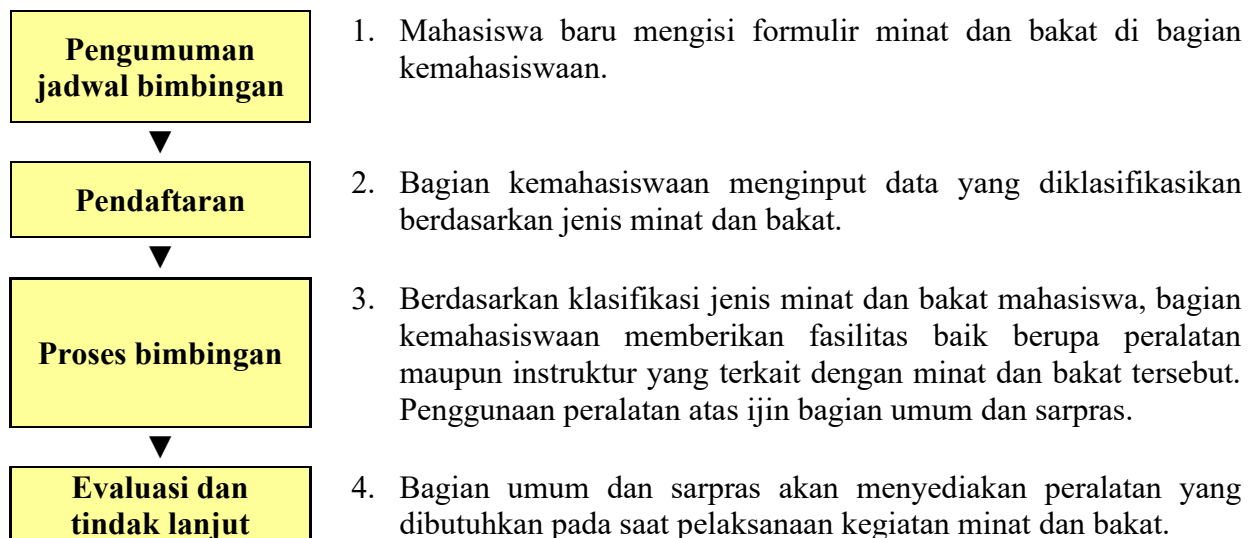 Pengumuman
jadwal bimbingan
1. Mahasiswa baru mengisi formulir minat dan bakat di bagian
kemahasiswaan.
Pendaftaran
2. Bagian kemahasiswaan menginput data yang diklasifikasikan
berdasarkan jenis minat dan bakat.
Proses bimbingan
3. Berdasarkan klasifikasi jenis minat dan bakat mahasiswa, bagian
kemahasiswaan memberikan fasilitas baik berupa peralatan
maupun instruktur yang terkait dengan minat dan bakat tersebut.
Penggunaan peralatan atas ijin bagian umum dan sarpras.
Evaluasi dan
tindak lanjut
4. Bagian umum dan sarpras akan menyediakan peralatan yang
dibutuhkan pada saat pelaksanaan kegiatan minat dan bakat.